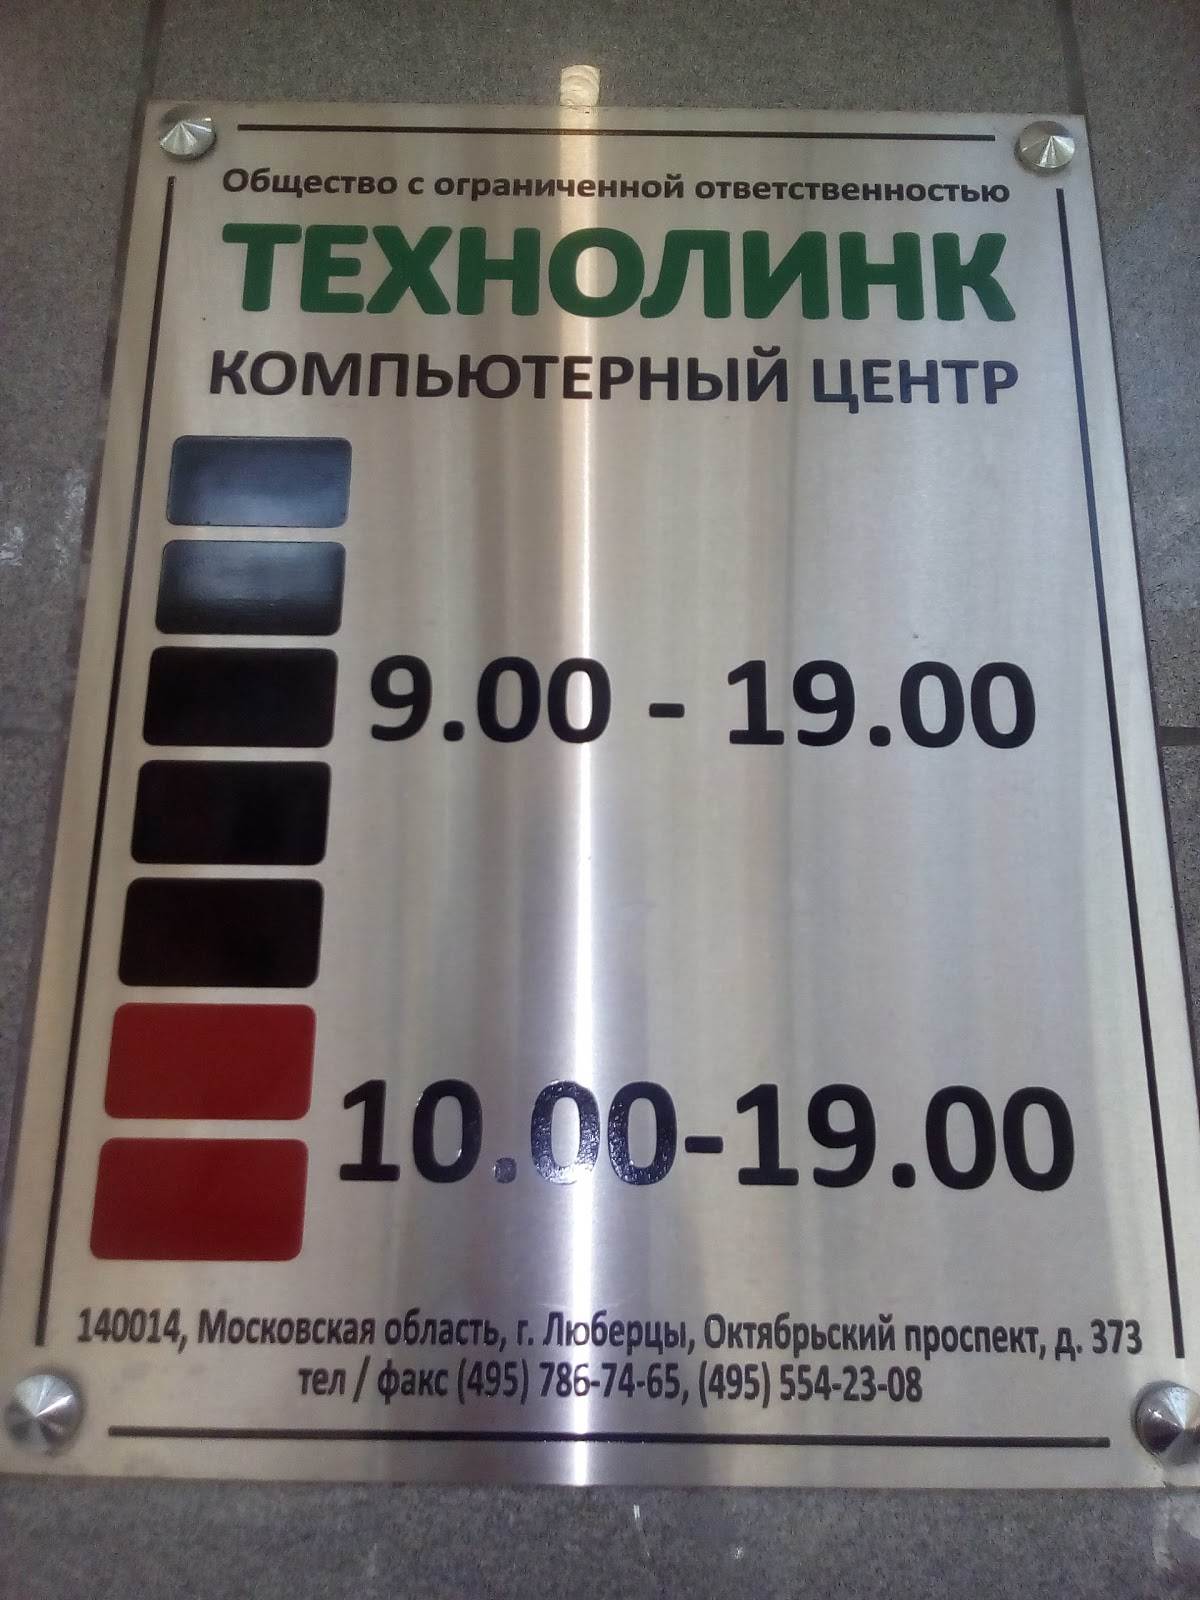 Общество с ограниченной ответственностью
ТЕХНОЛИНК
КОМПЬЮТЕРНЫЙ ЦЕНТР
9.00 - 19.00
10.00-19.00
140014, Московская область, г. Люберцы, Октябрьский проспект, д. 373
тел / факс (495) 786-74-65, (495) 554-23-08